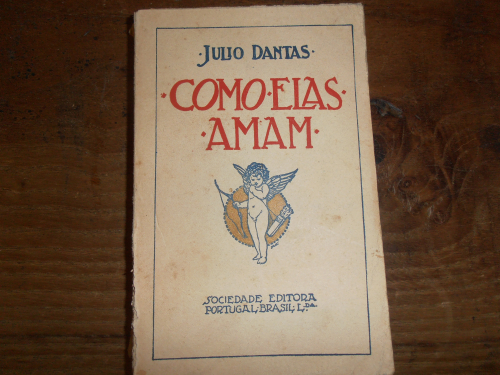 ·JULIO DANTAS·
·COMO·ELAS·
·AMAM·
SOCIEDADE EDITORA
PORTUGAL, BRASIL, L.DA